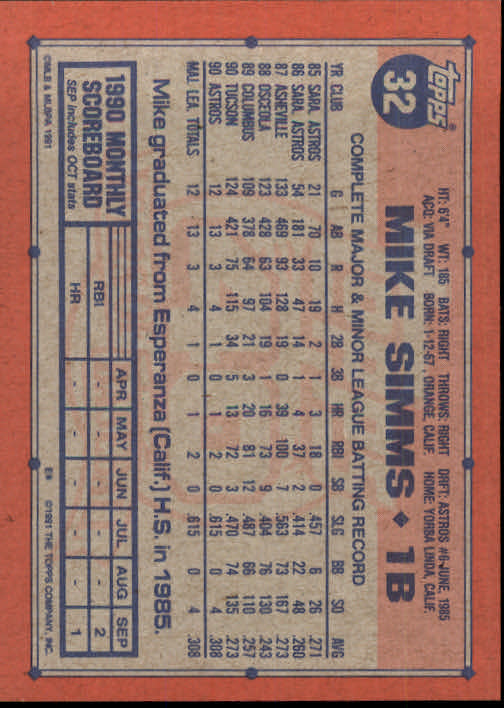 topps®
32
MIKE SIMMS ◆ 1B
HT: 6'4" WT: 185 BATS: RIGHT THROWS: RIGHT DRFT: ASTROS #6-JUNE, 1985
ACQ: VIA DRAFT BORN: 1-12-67, ORANGE, CALIF. HOME: YORBA LINDA, CALIF.
COMPLETE MAJOR & MINOR LEAGUE BATTING RECORD
YR CLUB G AB R H 2B 3B HR RBI SB SLG BB SO AVG
85 SARA. ASTROS 21 70 10 19 2 1 3 18 0 .457 6 26 .271
86 SARA. ASTROS 54 181 33 47 14 1 4 37 2 .414 22 48 .260
87 ASHEVILLE 133 469 93 128 19 0 39 100 7 .563 73 167 .273
88 OSCEOLA 123 428 63 104 19 1 16 73 9 .404 76 130 .243
89 COLUMBUS 109 378 64 97 21 3 20 81 12 .487 66 110 .257
90 TUCSON 124 421 75 115 34 5 13 72 3 .470 74 135 .273
90 ASTROS 12 13 3 4 1 0 1 2 0 .615 0 4 .308
MAJ. LEA. TOTALS 12 13 3 4 1 0 1 2 0 .615 0 4 .308
Mike graduated from Esperanza (Calif.) H.S. in 1985.
1990 MONTHLY
SCOREBOARD
SEP includes OCT stats
APR MAY JUN JUL AUG SEP
RBI - - - - - 2
HR - - - - - 1
©MLB & MLBPA 1991
E* ©1991 THE TOPPS COMPANY, INC.